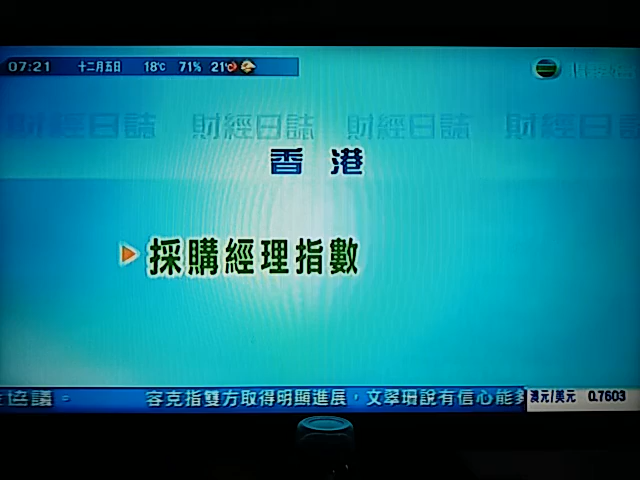 07:21 十二月五日 18°C 71% 21°C
財經日誌 財經日誌 財經日誌 財經日誌
香港
採購經理指數
協議。 容克指雙方取得明顯進展，文翠珊說有信心能 澳元/美元 0.7603